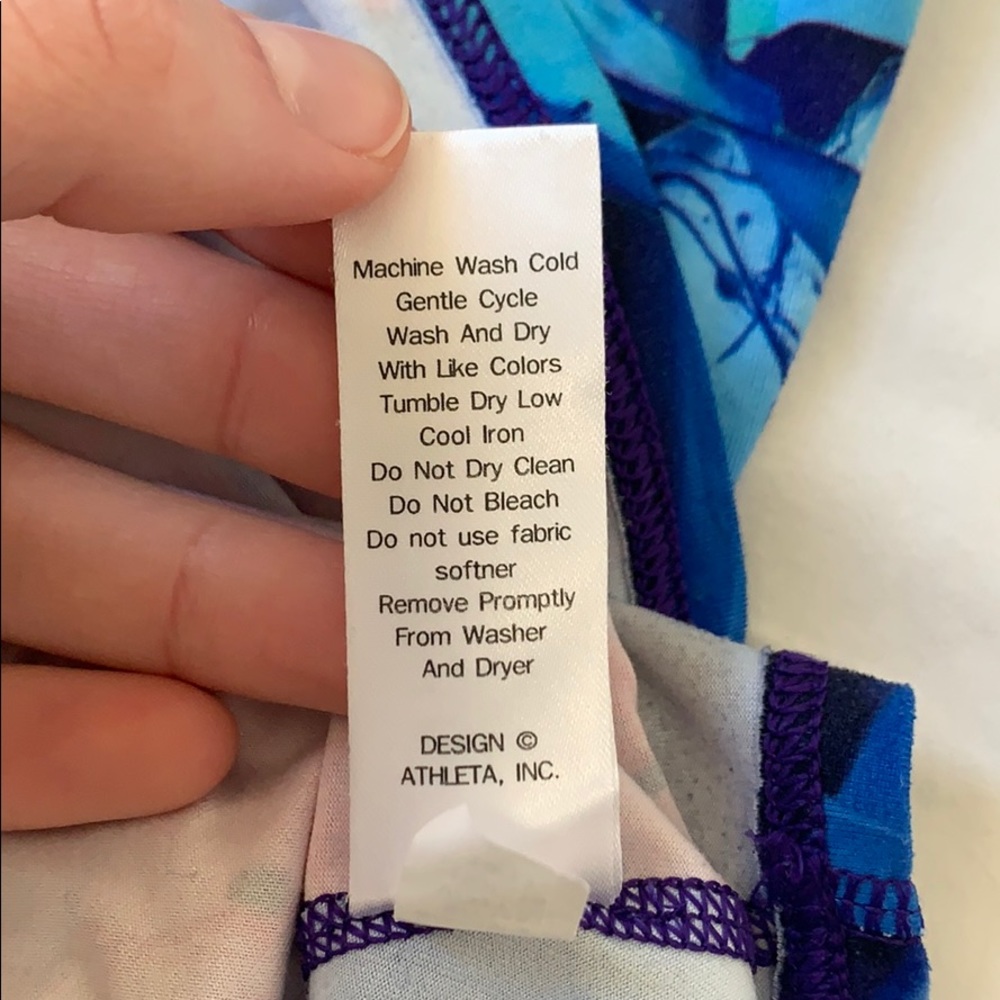 Machine Wash Cold
Gentle Cycle
Wash And Dry
With Like Colors
Tumble Dry Low
Cool Iron
Do Not Dry Clean
Do Not Bleach
Do not use fabric
softner
Remove Promptly
From Washer
And Dryer
DESIGN ©
ATHLETA, INC.